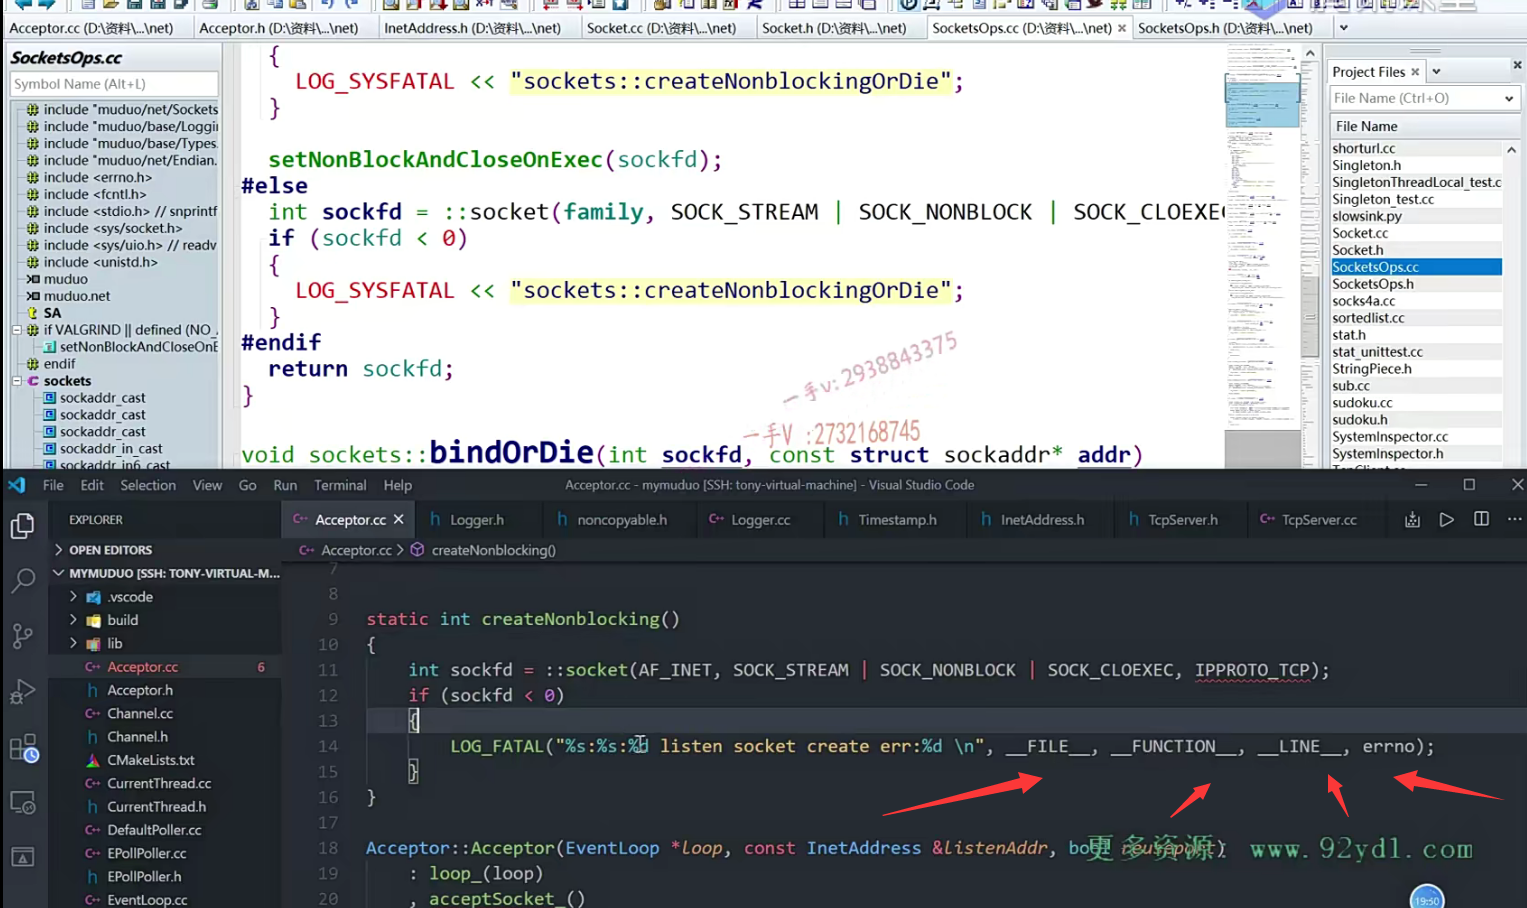 Acceptor.cc (D:\资料\...\net)
Acceptor.h (D:\资料\...\net)
InetAddress.h (D:\资料\...\net)
Socket.cc (D:\资料\...\net)
Socket.h (D:\资料\...\net)
SocketsOps.cc (D:\资料\...\net)
SocketsOps.h (D:\资料\...\net)
SocketsOps.cc
Symbol Name (Alt+L)
include "muduo/net/Sockets
include "muduo/base/Loggi
include "muduo/base/Types.
include "muduo/net/Endian.
include <errno.h>
include <fcntl.h>
include <stdio.h> // snprintf
include <sys/socket.h>
include <sys/uio.h> // readv
include <unistd.h>
muduo
muduo.net
SA
if VALGRIND || defined (NO_
setNonBlockAndCloseOnE
endif
sockets
sockaddr_cast
sockaddr_cast
sockaddr_cast
sockaddr_in_cast
sockaddr_in6_cast
{
LOG_SYSFATAL << "sockets::createNonblockingOrDie";
}
setNonBlockAndCloseOnExec(sockfd);
#else
int sockfd = ::socket(family, SOCK_STREAM | SOCK_NONBLOCK | SOCK_CLOEXEC
if (sockfd < 0)
{
LOG_SYSFATAL << "sockets::createNonblockingOrDie";
}
#endif
return sockfd;
}
void sockets::bindOrDie(int sockfd, const struct sockaddr* addr)
一手v: 2938843375
一手V :2732168745
Project Files
File Name (Ctrl+O)
File Name
shorturl.cc
Singleton.h
SingletonThreadLocal_test.c
Singleton_test.cc
slowsink.py
Socket.cc
Socket.h
SocketsOps.cc
SocketsOps.h
socks4a.cc
sortedlist.cc
stat.h
stat_unittest.cc
StringPiece.h
sub.cc
sudoku.cc
sudoku.h
SystemInspector.cc
SystemInspector.h
File Edit Selection View Go Run Terminal Help
Acceptor.cc - mymuduo [SSH: tony-virtual-machine] - Visual Studio Code
EXPLORER
Acceptor.cc
Logger.h
noncopyable.h
Logger.cc
Timestamp.h
InetAddress.h
TcpServer.h
TcpServer.cc
OPEN EDITORS
MYMUDUO [SSH: TONY-VIRTUAL-M...
.vscode
build
lib
Acceptor.cc 6
Acceptor.h
Channel.cc
Channel.h
CMakeLists.txt
CurrentThread.cc
CurrentThread.h
DefaultPoller.cc
EPollPoller.cc
EPollPoller.h
EventLoop.cc
Acceptor.cc > createNonblocking()
7
8
9 static int createNonblocking()
10 {
11 int sockfd = ::socket(AF_INET, SOCK_STREAM | SOCK_NONBLOCK | SOCK_CLOEXEC, IPPROTO_TCP);
12 if (sockfd < 0)
13 {
14 LOG_FATAL("%s:%s:%d listen socket create err:%d \n", __FILE__, __FUNCTION__, __LINE__, errno);
15 }
16 }
17
18 Acceptor::Acceptor(EventLoop *loop, const InetAddress &listenAddr, bool reuseport)
19 : loop_(loop)
20 , acceptSocket_()
更多资源: www.92ydl.com
19:50